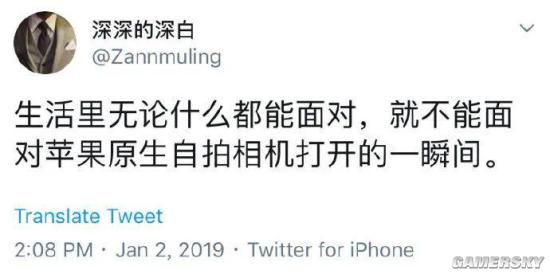 深深的深白
@Zannmuling
生活里无论什么都能面对，就不能面
对苹果原生自拍相机打开的一瞬间。
Translate Tweet
2:08 PM · Jan 2, 2019 · Twitter for iPhone
GAMERSKY